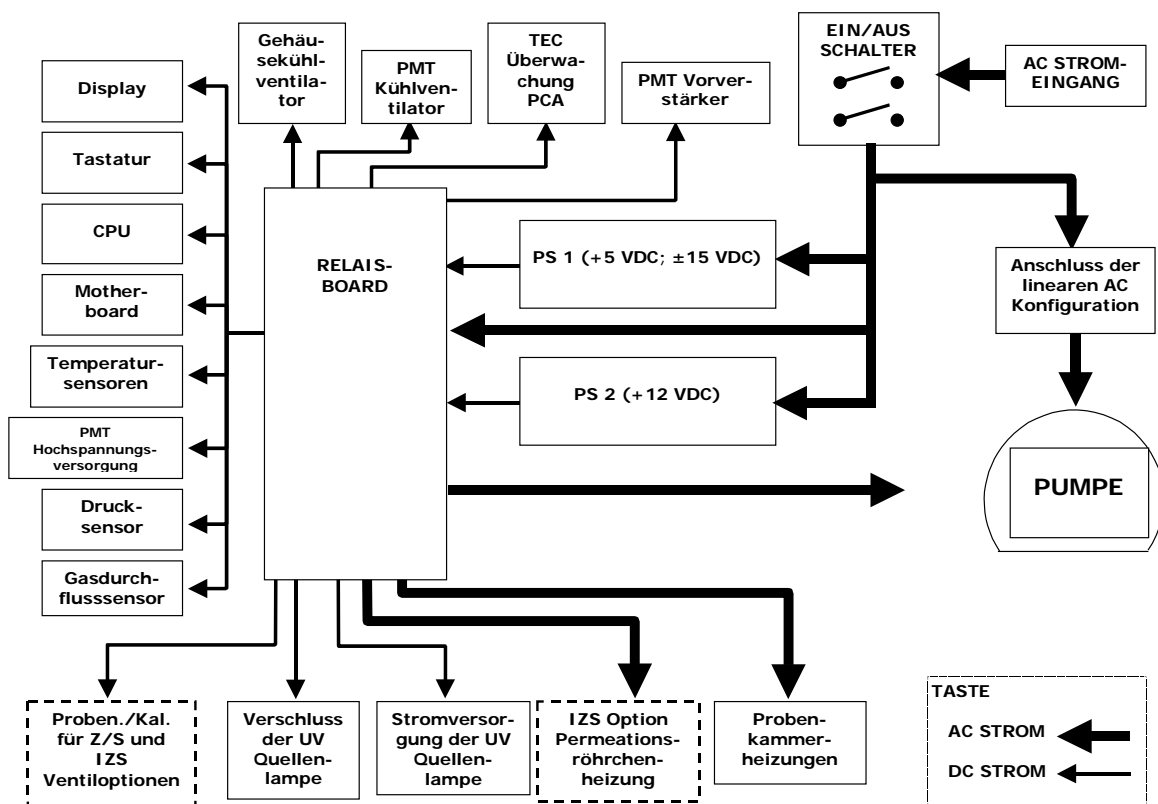 Gehäu-
sekühl
ventila-
tor
PMT
Kühlven-
tilator
TEC
Überwa-
chung
PCA
PMT Vorver-
stärker
EIN/AUS
SCHALTER
AC STROM-
EINGANG
Display
Tastatur
CPU
Mother-
board
Temperatur-
sensoren
PMT
Hochspannungs-
versorgung
Druck-
sensor
Gasdurch-
flusssensor
RELAIS-
BOARD
PS 1 (+5 VDC; ±15 VDC)
PS 2 (+12 VDC)
Anschluss der
linearen AC
Konfiguration
PUMPE
Proben./Kal.
für Z/S und
IZS
Ventiloptionen
Verschluss
der UV
Quellen-
lampe
Stromversor-
gung der UV
Quellen-
lampe
IZS Option
Permeations-
röhrchen-
heizung
Proben-
kammer-
heizungen
TASTE
AC STROM
DC STROM